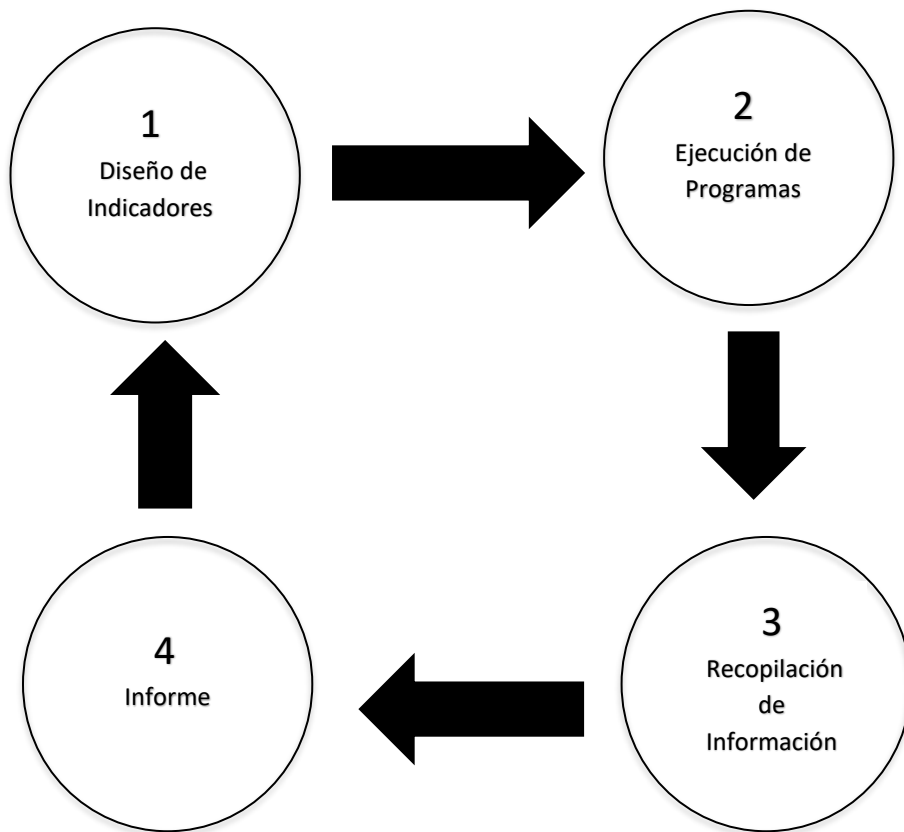 1
Diseño de
Indicadores
2
Ejecución de
Programas
3
Recopilación
de
Información
4
Informe